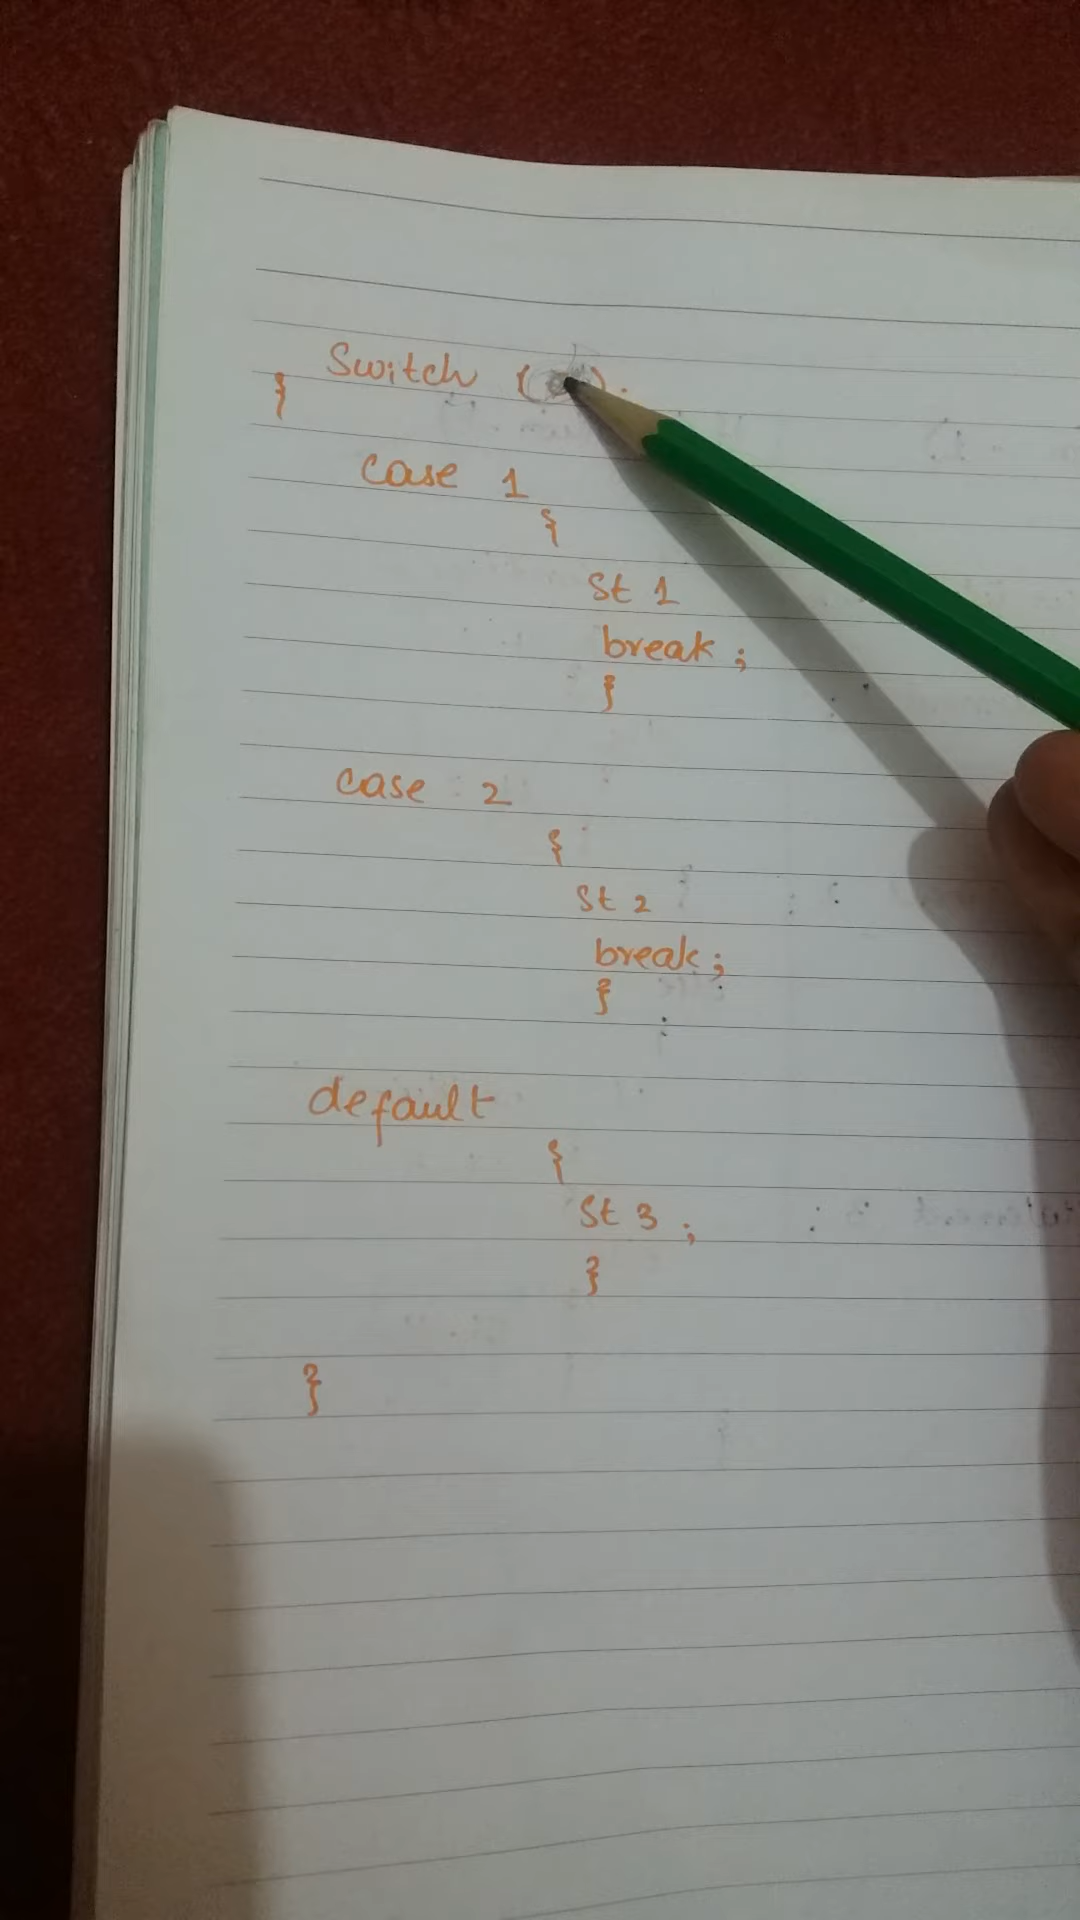 Switch ( ).
{
case 1
{
St 1
break ;
}
case 2
{
St 2
break;
}
default
{
St 3 ;
}
}